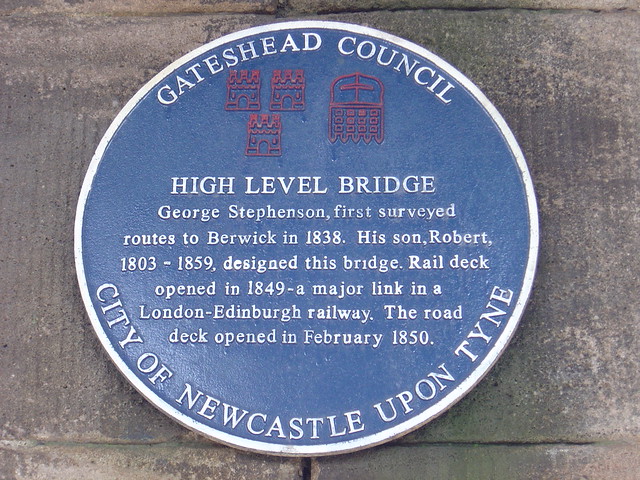 GATESHEAD COUNCIL
HIGH LEVEL BRIDGE
George Stephenson, first surveyed
routes to Berwick in 1838. His son, Robert,
1803 - 1859, designed this bridge. Rail deck
opened in 1849 - a major link in a
London-Edinburgh railway. The road
deck opened in February 1850.
CITY OF NEWCASTLE UPON TYNE